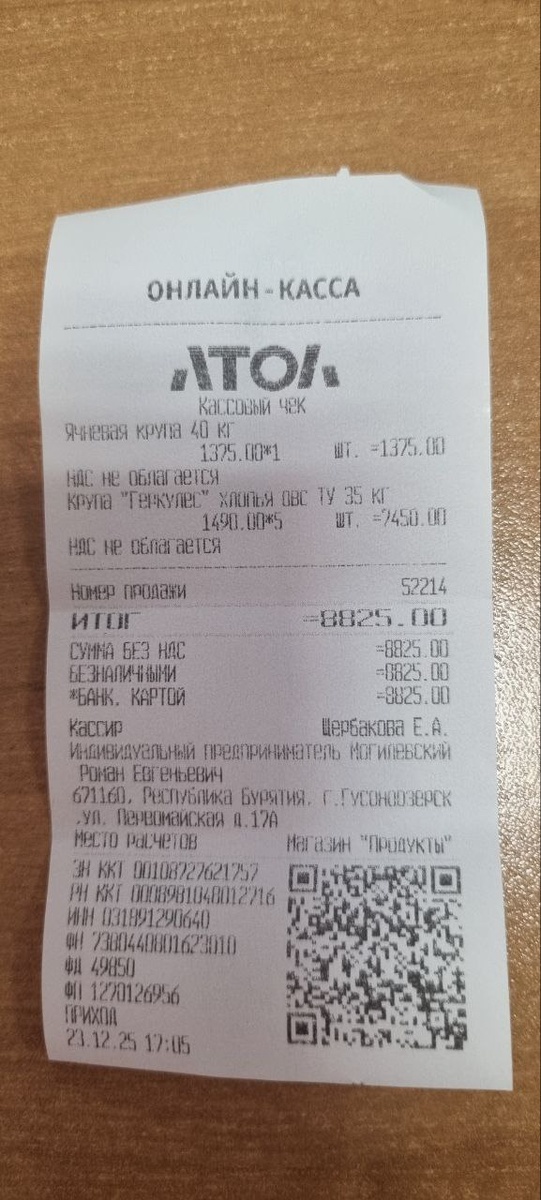 ОНЛАЙН-КАССА
АТОЛ
КАССОВЫЙ ЧЕК
ЯЧНЕВАЯ КРУПА 40 КГ
1375.00*1 ШТ. =1375.00
НДС НЕ ОБЛАГАЕТСЯ
КРУПА "ГЕРКУЛЕС" ХЛОПЬЯ ОВС ТУ 35 КГ
1490.00*5 ШТ. =7450.00
НДС НЕ ОБЛАГАЕТСЯ
НОМЕР ПРОДАЖИ 52214
ИТОГ =8825.00
СУММА БЕЗ НДС =8825.00
БЕЗНАЛИЧНЫМИ =8825.00
*БАНК. КАРТОЙ =8825.00
КАССИР Щербакова Е.А.
ИНДИВИДУАЛЬНЫЙ ПРЕДПРИНИМАТЕЛЬ МОГИЛЕВСКИЙ
РОМАН ЕВГЕНЬЕВИЧ
671160, РЕСПУБЛИКА БУРЯТИЯ, Г.ГУСООЗЕРСК
.УЛ. ПЕРВОМАЙСКАЯ Д.17А
МЕСТО РАСЧЕТОВ МАГАЗИН "ПРОДУКТЫ"
ЗН ККТ 00108727621757
РН ККТ 0008981048012716
ИНН 031891290640
ФН 7380440801623010
ФД 49850
ФП 1270126956
ПРИХОД
23.12.25 17:05